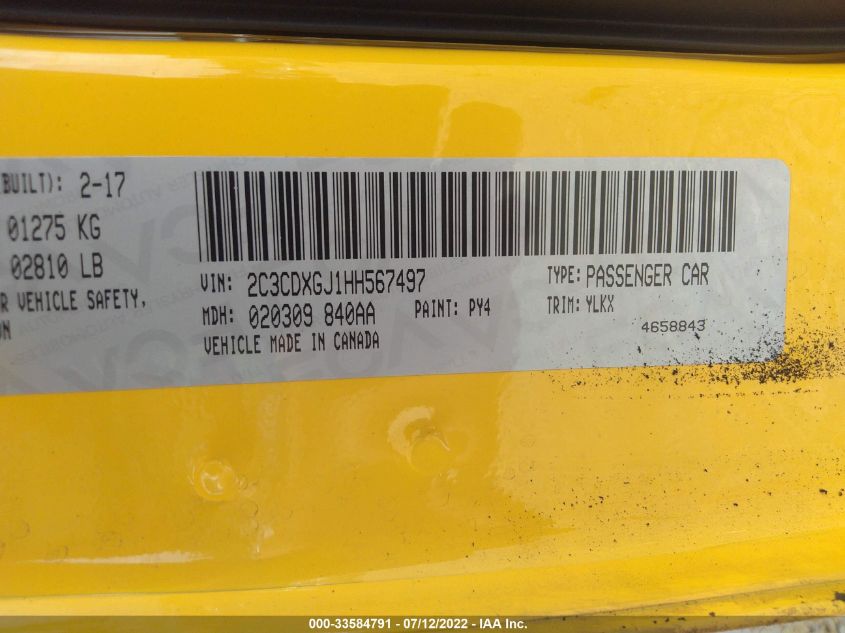 BUILT): 2-17
01275 KG
02810 LB
R VEHICLE SAFETY,
ON
VIN: 2C3CDXGJ1HH567497
TYPE: PASSENGER CAR
MDH: 020309 840AA
PAINT: PY4
TRIM: YLKX
VEHICLE MADE IN CANADA
4658843
000-33584791 - 07/12/2022 - IAA Inc.